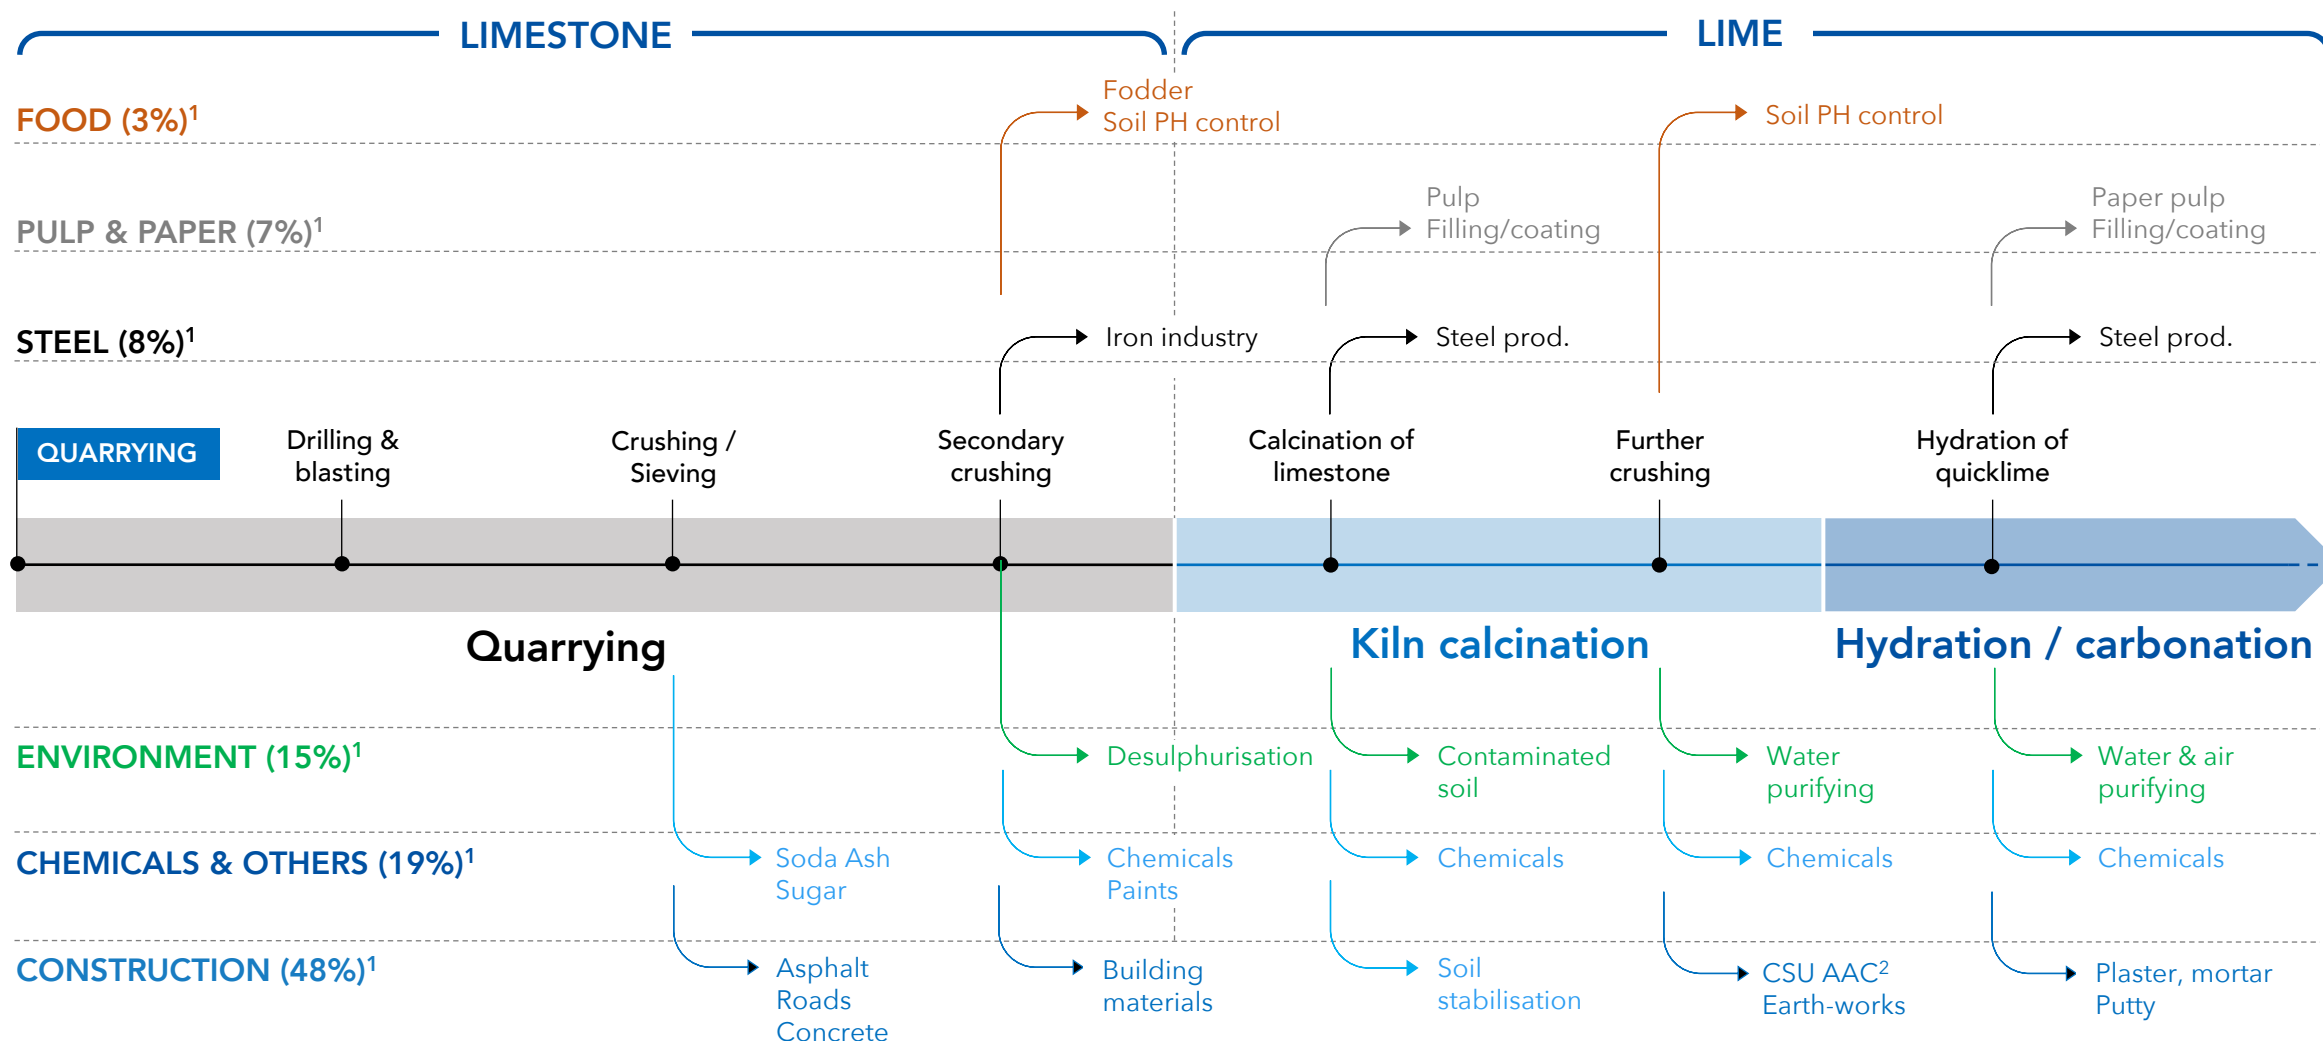 LIMESTONE
LIME
FOOD (3%)¹
Fodder
Soil PH control
Soil PH control
PULP & PAPER (7%)¹
Pulp
Filling/coating
Paper pulp
Filling/coating
STEEL (8%)¹
Iron industry
Steel prod.
Steel prod.
QUARRYING
Drilling &
blasting
Crushing /
Sieving
Secondary
crushing
Calcination of
limestone
Further
crushing
Hydration of
quicklime
Quarrying
Kiln calcination
Hydration / carbonation
ENVIRONMENT (15%)¹
Desulphurisation
Contaminated
soil
Water
purifying
Water & air
purifying
CHEMICALS & OTHERS (19%)¹
Soda Ash
Sugar
Chemicals
Paints
Chemicals
Chemicals
Chemicals
CONSTRUCTION (48%)¹
Asphalt
Roads
Concrete
Building
materials
Soil
stabilisation
CSU AAC²
Earth-works
Plaster, mortar
Putty